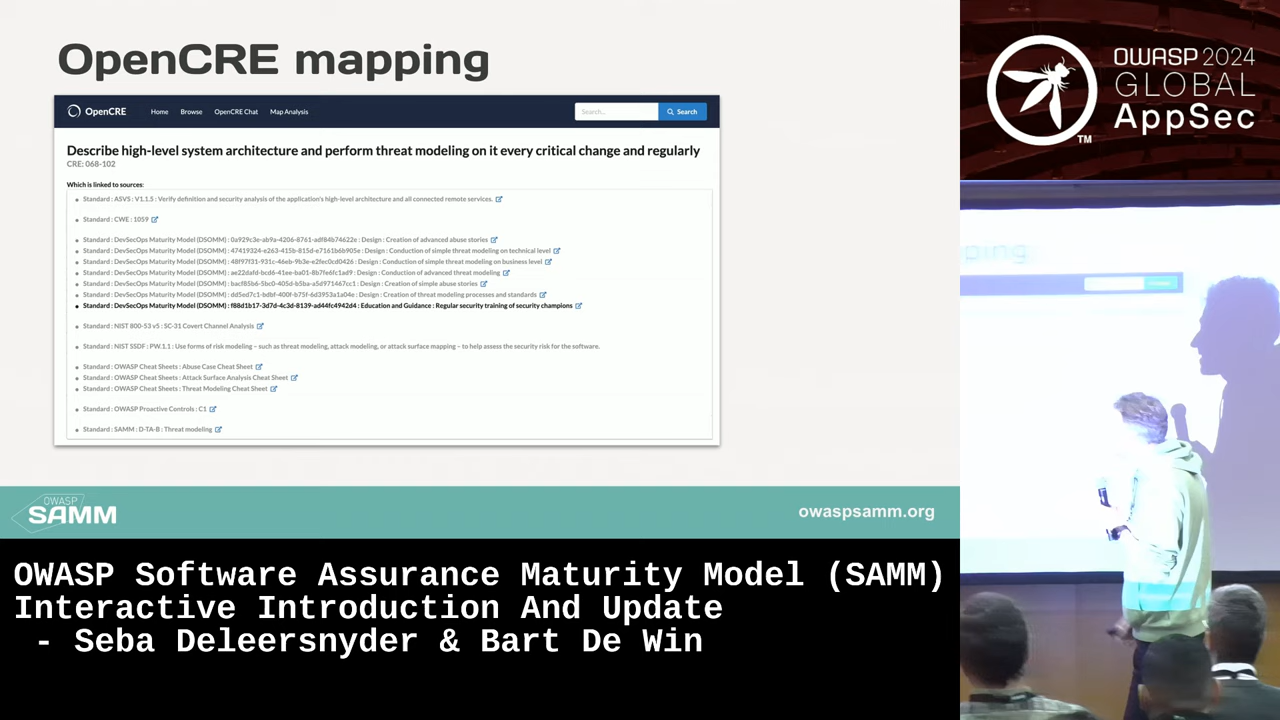 OpenCRE mapping
OpenCRE
Home
Browse
OpenCRE Chat
Map Analysis
Search...
Search
Describe high-level system architecture and perform threat modeling on it every critical change and regularly
CRE: 068-102
Which is linked to sources:
Standard : ASVS : V1.1.5 : Verify definition and security analysis of the application's high-level architecture and all connected remote services.
Standard : CWE : 1059
Standard : DevSecOps Maturity Model (DSOMM) : 0a929c3e-ab9a-4206-8761-adf84b74622e : Design : Creation of advanced abuse stories
Standard : DevSecOps Maturity Model (DSOMM) : 47419324-e263-415b-815d-e7161b6b905e : Design : Conduction of simple threat modeling on technical level
Standard : DevSecOps Maturity Model (DSOMM) : 48f97f31-931c-46eb-9b3e-e2fec0cd0426 : Design : Conduction of simple threat modeling on business level
Standard : DevSecOps Maturity Model (DSOMM) : ae22dafd-bcd6-41ee-ba01-8b7fe6fc1ad9 : Design : Conduction of advanced threat modeling
Standard : DevSecOps Maturity Model (DSOMM) : bacf85b6-5bc0-405d-b5ba-a5d971467cc1 : Design : Creation of simple abuse stories
Standard : DevSecOps Maturity Model (DSOMM) : dd5ed7c1-bdbf-400f-b75f-6d3953a1a04e : Design : Creation of threat modeling processes and standards
Standard : DevSecOps Maturity Model (DSOMM) : f88d1b17-3d7d-4c3d-8139-ad44fc4942d4 : Education and Guidance : Regular security training of security champions
Standard : NIST 800-53 v5 : SC-31 Covert Channel Analysis
Standard : NIST SSDF : PW.1.1 : Use forms of risk modeling – such as threat modeling, attack modeling, or attack surface mapping – to help assess the security risk for the software.
Standard : OWASP Cheat Sheets : Abuse Case Cheat Sheet
Standard : OWASP Cheat Sheets : Attack Surface Analysis Cheat Sheet
Standard : OWASP Cheat Sheets : Threat Modeling Cheat Sheet
Standard : OWASP Proactive Controls : C1
Standard : SAMM : D-TA-B : Threat modeling
OWASP
SAMM
owaspsamm.org
OWASP Software Assurance Maturity Model (SAMM)
Interactive Introduction And Update
- Seba Deleersnyder & Bart De Win
OWASP 2024
GLOBAL
AppSec
TM
ping